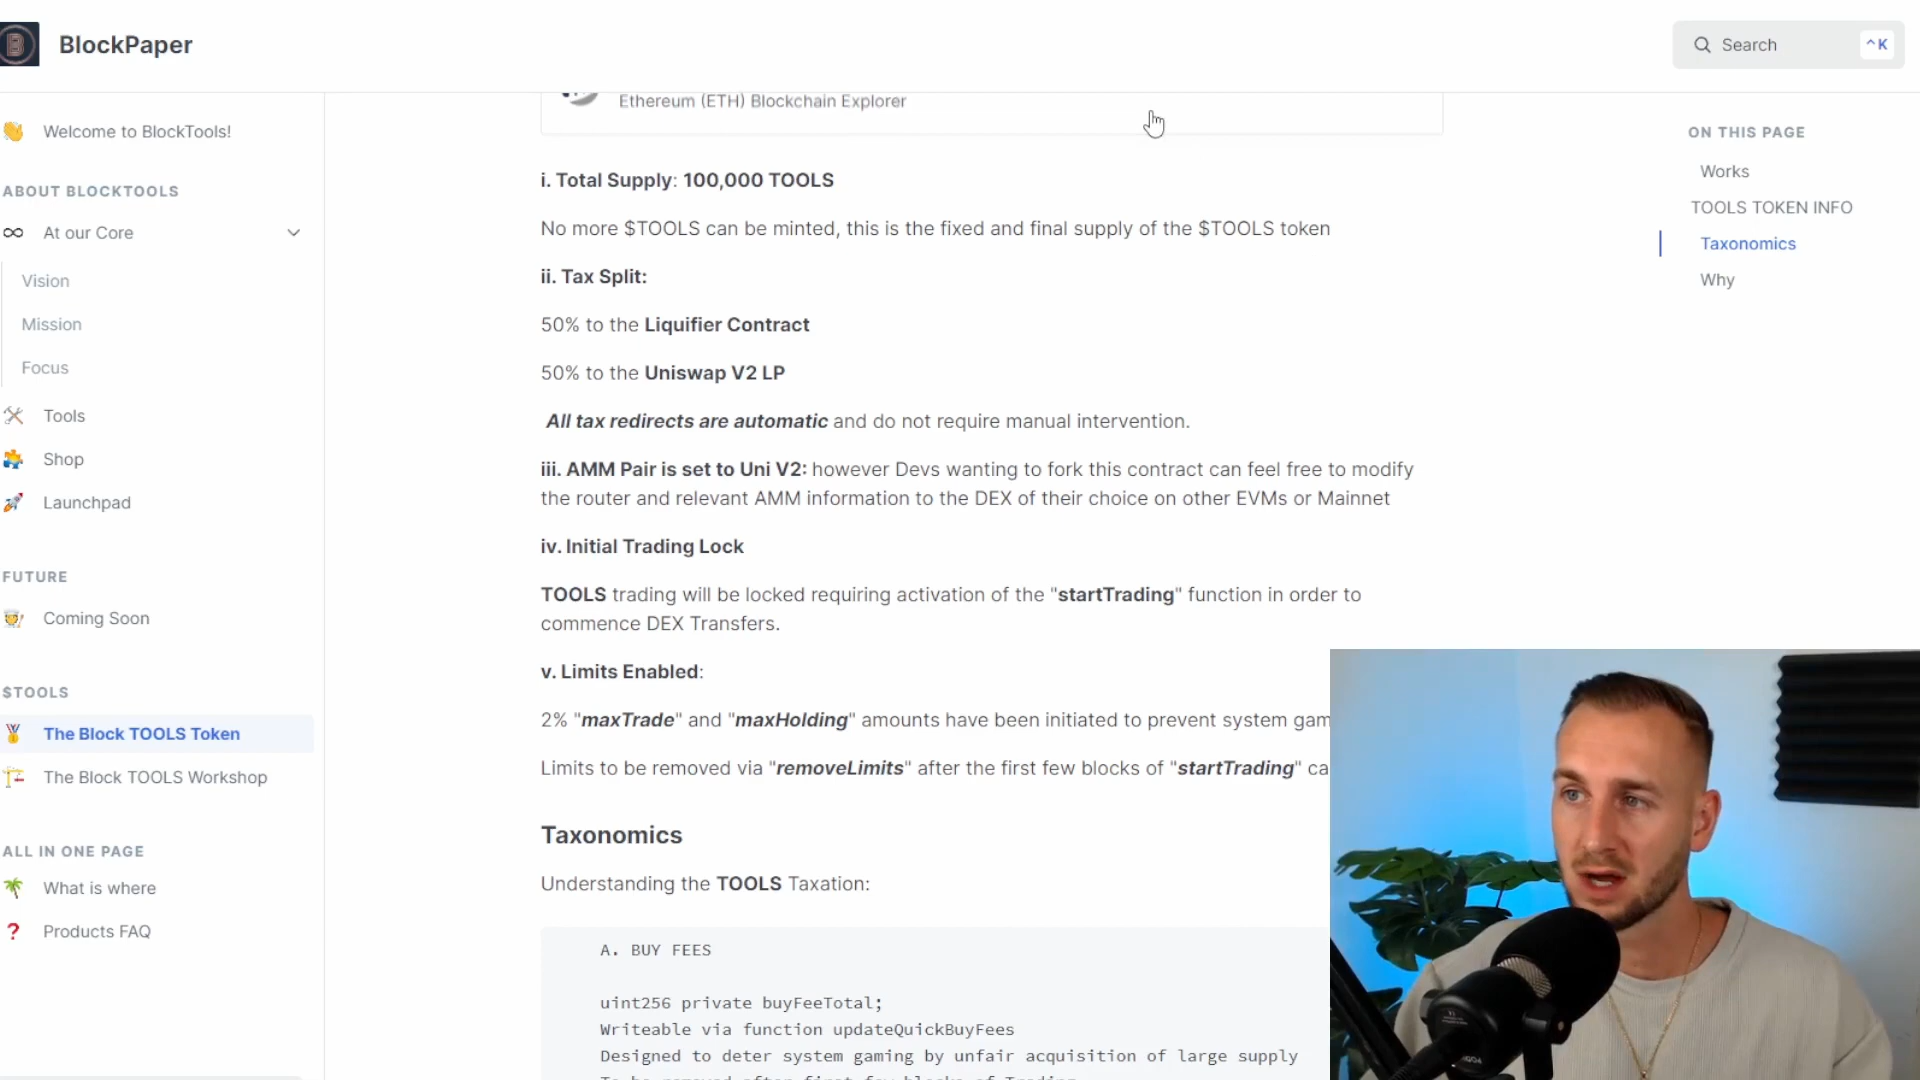 BlockPaper
Search
^ K
Welcome to BlockTools!
ABOUT BLOCKTOOLS
At our Core
Vision
Mission
Focus
Tools
Shop
Launchpad
FUTURE
Coming Soon
$TOOLS
The Block TOOLS Token
The Block TOOLS Workshop
ALL IN ONE PAGE
What is where
Products FAQ
Ethereum (ETH) Blockchain Explorer
i. Total Supply: 100,000 TOOLS
No more $TOOLS can be minted, this is the fixed and final supply of the $TOOLS token
ii. Tax Split:
50% to the Liquifier Contract
50% to the Uniswap V2 LP
All tax redirects are automatic and do not require manual intervention.
iii. AMM Pair is set to Uni V2: however Devs wanting to fork this contract can feel free to modify
the router and relevant AMM information to the DEX of their choice on other EVMs or Mainnet
iv. Initial Trading Lock
TOOLS trading will be locked requiring activation of the "startTrading" function in order to
commence DEX Transfers.
v. Limits Enabled:
2% "maxTrade" and "maxHolding" amounts have been initiated to prevent system gam
Limits to be removed via "removeLimits" after the first few blocks of "startTrading" ca
Taxonomics
Understanding the TOOLS Taxation:
A. BUY FEES
uint256 private buyFeeTotal;
Writeable via function updateQuickBuyFees
Designed to deter system gaming by unfair acquisition of large supply
To be removed after first few blocks of Trading
ON THIS PAGE
Works
TOOLS TOKEN INFO
Taxonomics
Why